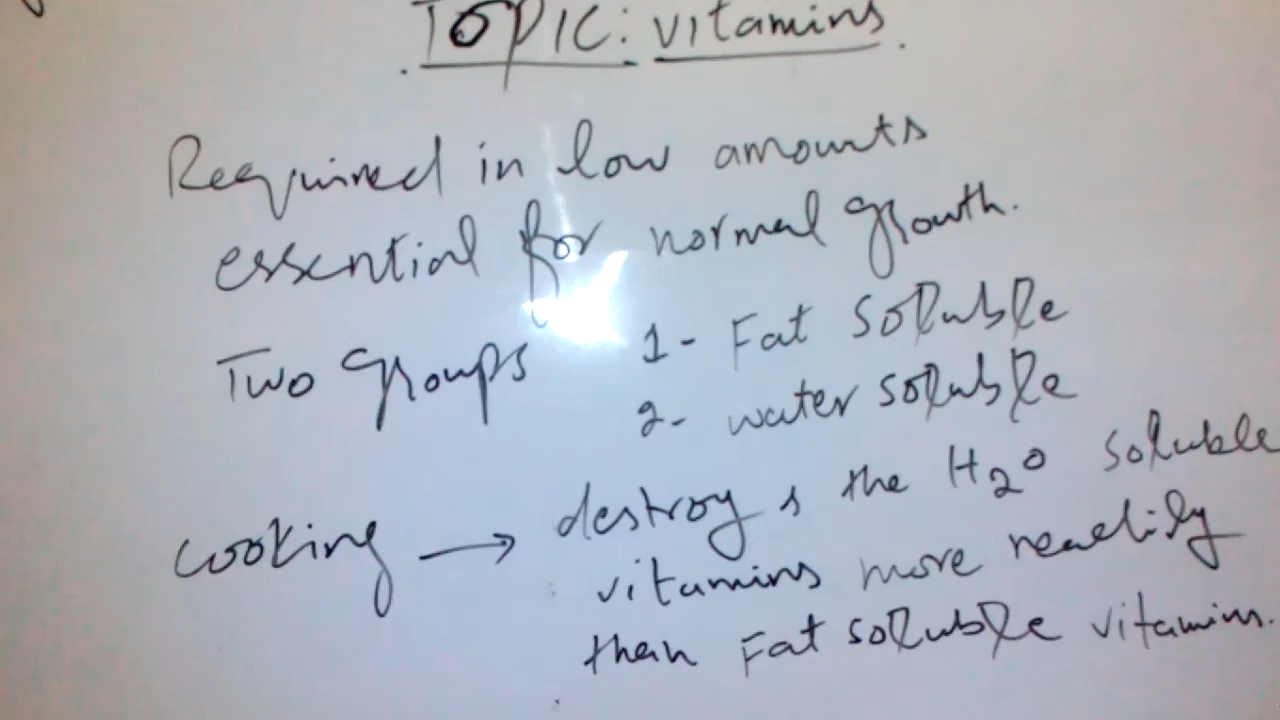 TOPIC: vitamins.
Required in low amounts
essential for normal growth.
Two Groups 1- Fat soluble
2- water soluble
cooking → destroys the H2O soluble
vitamins more readily
than Fat soluble vitamins.